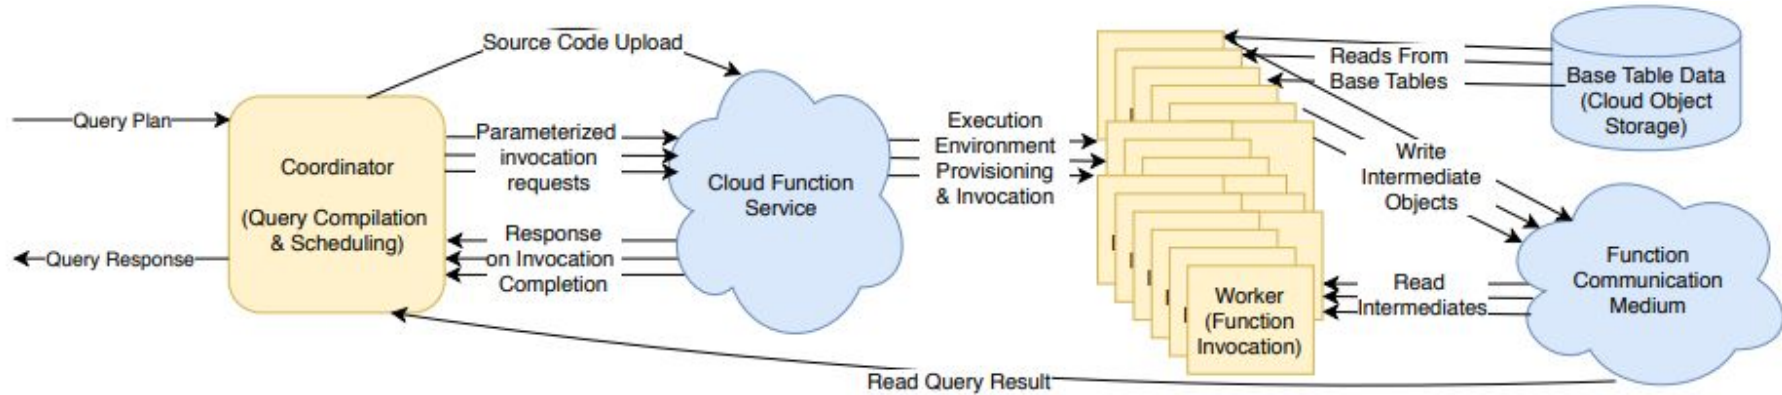 Source Code Upload
Query Plan
Coordinator
(Query Compilation
& Scheduling)
Query Response
Parameterized
invocation
requests
Response
on Invocation
Completion
Cloud Function
Service
Execution
Environment
Provisioning
& Invocation
Worker
(Function
Invocation)
Reads From
Base Tables
Base Table Data
(Cloud Object
Storage)
Write
Intermediate
Objects
Function
Communication
Medium
Read
Intermediates
Read Query Result